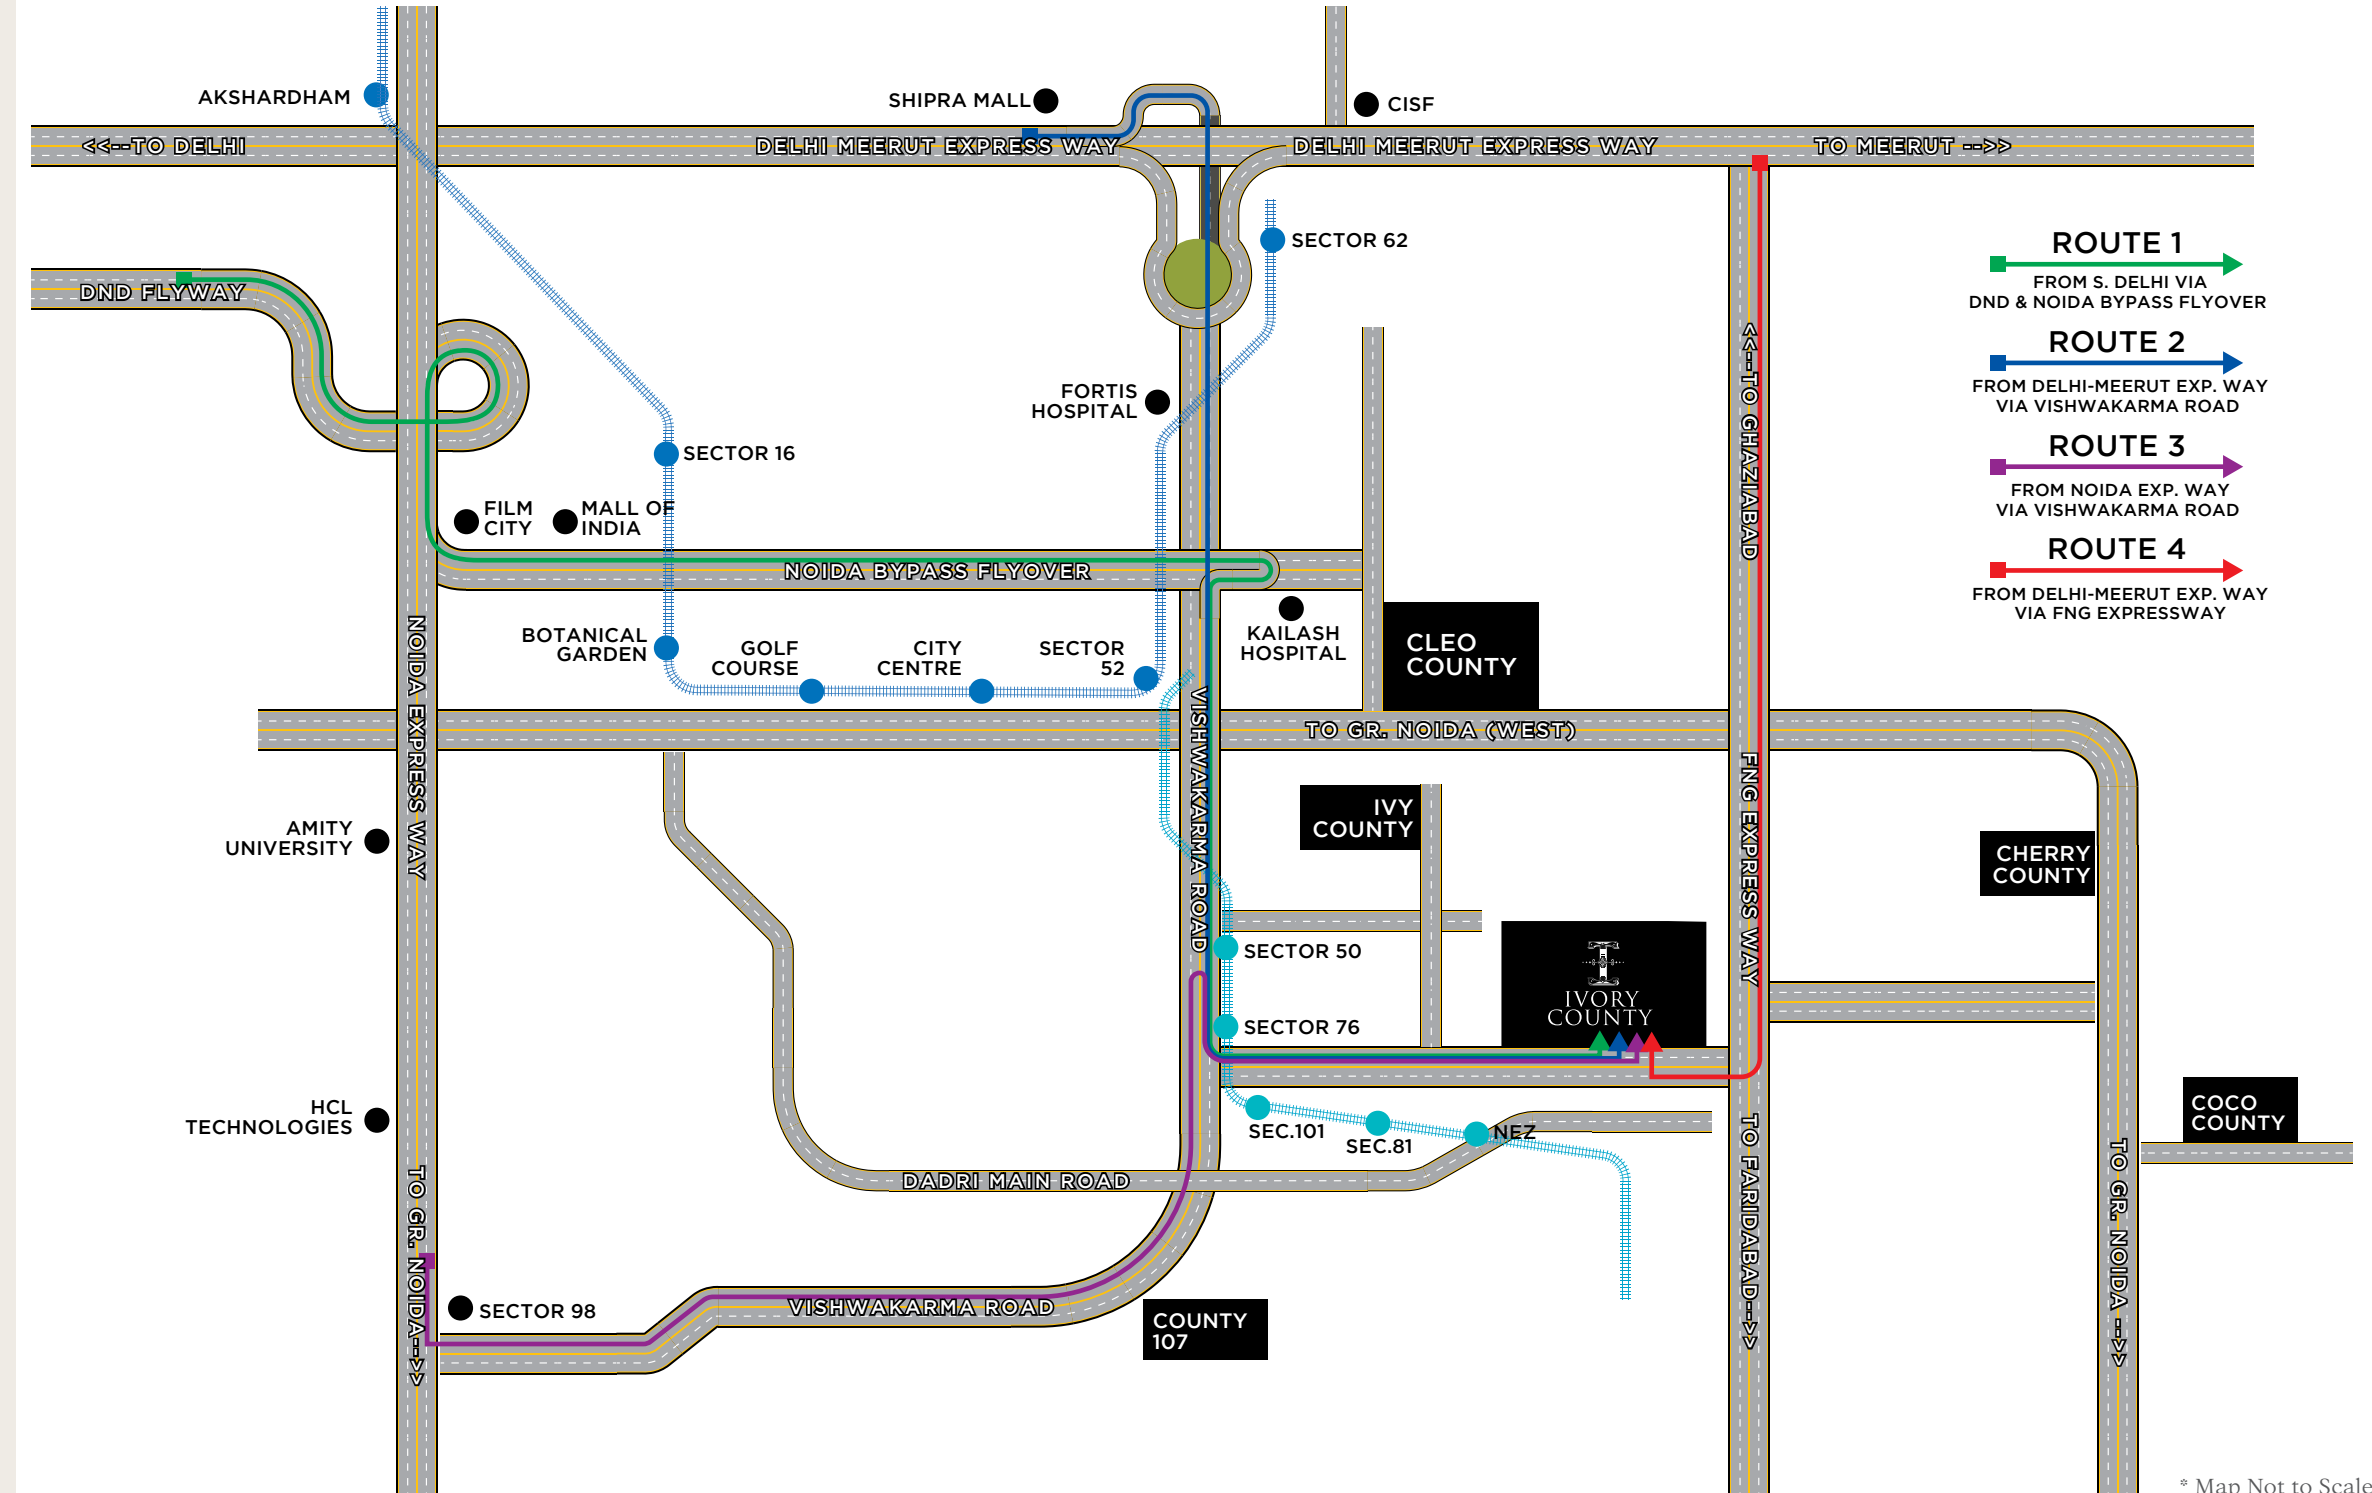 AKSHARDHAM
SHIPRA MALL
CISF
<<--TO DELHI
DELHI MEERUT EXPRESS WAY
DELHI MEERUT EXPRESS WAY
TO MEERUT -->>
SECTOR 62
DND FLYWAY
ROUTE 1
FROM S. DELHI VIA
DND & NOIDA BYPASS FLYOVER
ROUTE 2
FROM DELHI-MEERUT EXP. WAY
VIA VISHWAKARMA ROAD
ROUTE 3
FROM NOIDA EXP. WAY
VIA VISHWAKARMA ROAD
ROUTE 4
FROM DELHI-MEERUT EXP. WAY
VIA FNG EXPRESSWAY
<<--TO GHAZIABAD
FORTIS
HOSPITAL
SECTOR 16
FILM
CITY
MALL OF
INDIA
NOIDA BYPASS FLYOVER
BOTANICAL
GARDEN
GOLF
COURSE
CITY
CENTRE
SECTOR
52
KAILASH
HOSPITAL
CLEO
COUNTY
NOIDA EXPRESS WAY
VISHWAKARMA ROAD
TO GR. NOIDA (WEST)
FNG EXPRESS WAY
IVY
COUNTY
AMITY
UNIVERSITY
CHERRY
COUNTY
SECTOR 50
IVORY
COUNTY
SECTOR 76
HCL
TECHNOLOGIES
SEC.101
SEC.81
NEZ
COCO
COUNTY
DADRI MAIN ROAD
TO GR. NOIDA-->>
TO FARIDABAD-->>
TO GR. NOIDA -->>
SECTOR 98
VISHWAKARMA ROAD
COUNTY
107
* Map Not to Scale